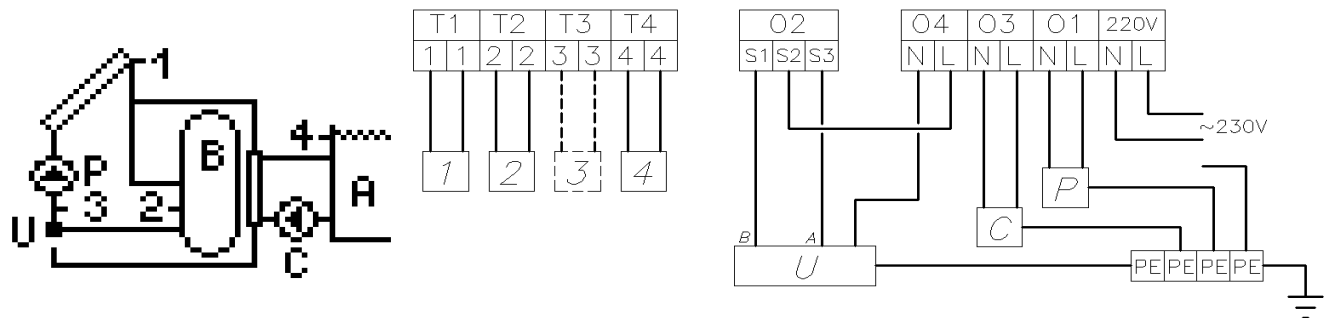 1
B
4
P
A
3
2
U
C
T1 T2 T3 T4
1 1 2 2 3 3 4 4
1 2 3 4
O2
S1 S2 S3
O4 O3 O1 220V
N L N L N L N L
~230V
P
C
B A
U
PE PE PE PE